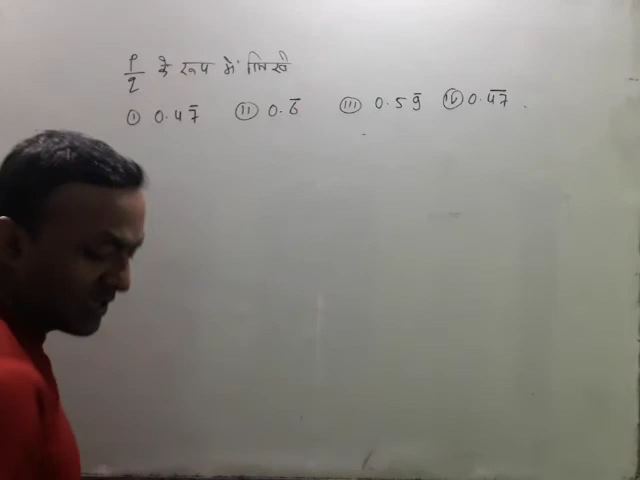 p/q के रूप में लिखें
(i) 0.47̅ (ii) 0.6̅ (iii) 0.59̅ (iv) 0.4̅7̅